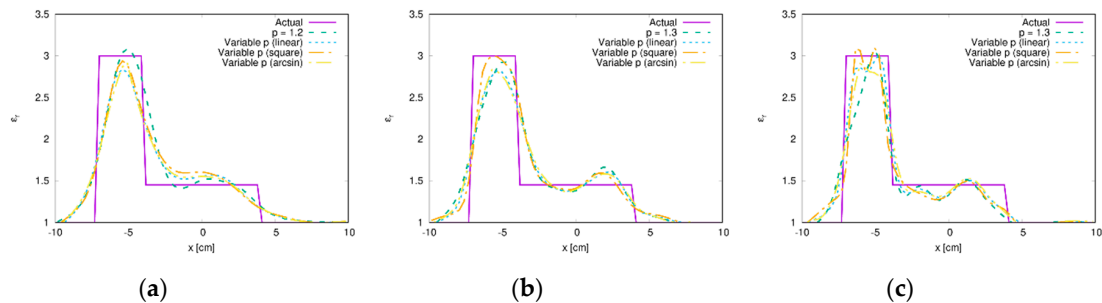 3.5
3
2.5
2
1.5
1
εr
-10
-5
0
5
10
x [cm]
Actual
p = 1.2
Variable p (linear)
Variable p (square)
Variable p (arcsin)
(a)
3.5
3
2.5
2
1.5
1
εr
-10
-5
0
5
10
x [cm]
Actual
p = 1.3
Variable p (linear)
Variable p (square)
Variable p (arcsin)
(b)
3.5
3
2.5
2
1.5
1
εr
-10
-5
0
5
10
x [cm]
Actual
p = 1.3
Variable p (linear)
Variable p (square)
Variable p (arcsin)
(c)